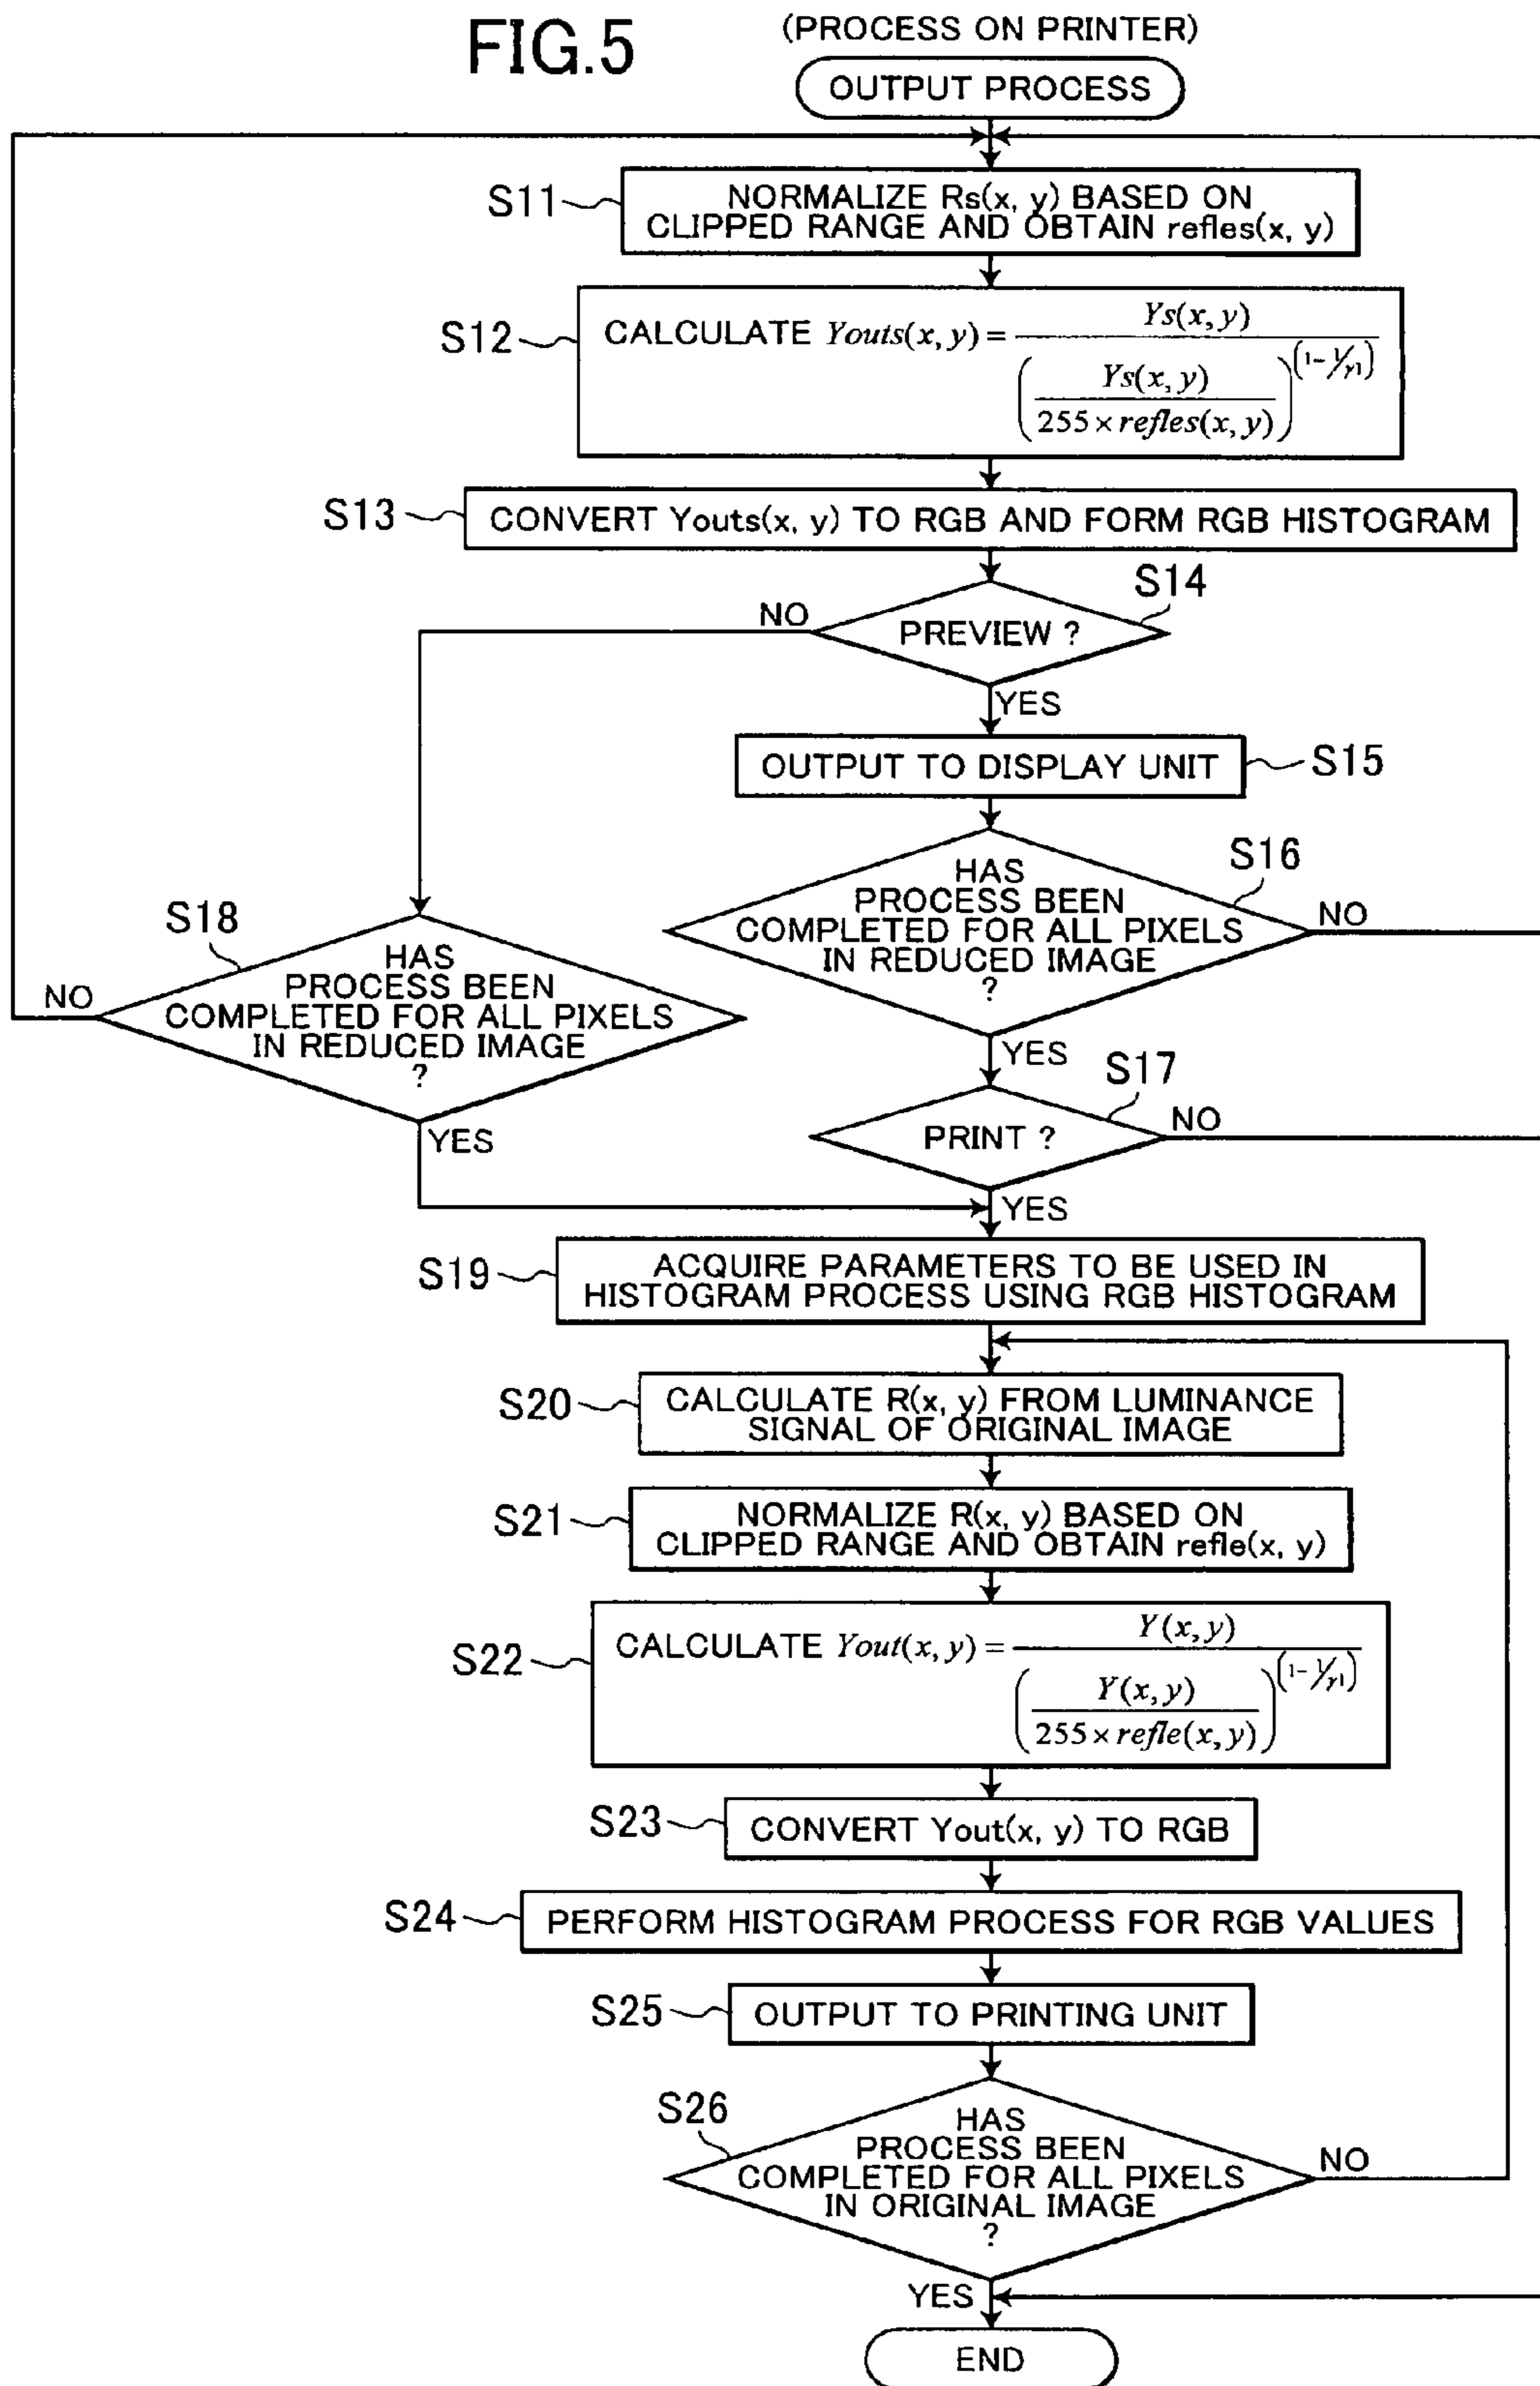 FIG.5
(PROCESS ON PRINTER)
OUTPUT PROCESS
S11
NORMALIZE Rs(x, y) BASED ON
CLIPPED RANGE AND OBTAIN refles(x, y)
S12
CALCULATE Youts(x, y) = Ys(x, y) / (Ys(x, y) / 255 × refles(x, y))^(1-1/γ1)
S13
CONVERT Youts(x, y) TO RGB AND FORM RGB HISTOGRAM
S14
PREVIEW ?
NO
YES
OUTPUT TO DISPLAY UNIT
S15
S16
HAS
PROCESS BEEN
COMPLETED FOR ALL PIXELS
IN REDUCED IMAGE
?
NO
YES
S18
HAS
PROCESS BEEN
COMPLETED FOR ALL PIXELS
IN REDUCED IMAGE
?
NO
YES
S17
PRINT ?
NO
YES
S19
ACQUIRE PARAMETERS TO BE USED IN
HISTOGRAM PROCESS USING RGB HISTOGRAM
S20
CALCULATE R(x, y) FROM LUMINANCE
SIGNAL OF ORIGINAL IMAGE
S21
NORMALIZE R(x, y) BASED ON
CLIPPED RANGE AND OBTAIN refle(x, y)
S22
CALCULATE Yout(x, y) = Y(x, y) / (Y(x, y) / 255 × refle(x, y))^(1-1/γ1)
S23
CONVERT Yout(x, y) TO RGB
S24
PERFORM HISTOGRAM PROCESS FOR RGB VALUES
S25
OUTPUT TO PRINTING UNIT
S26
HAS
PROCESS BEEN
COMPLETED FOR ALL PIXELS
IN ORIGINAL IMAGE
?
NO
YES
END